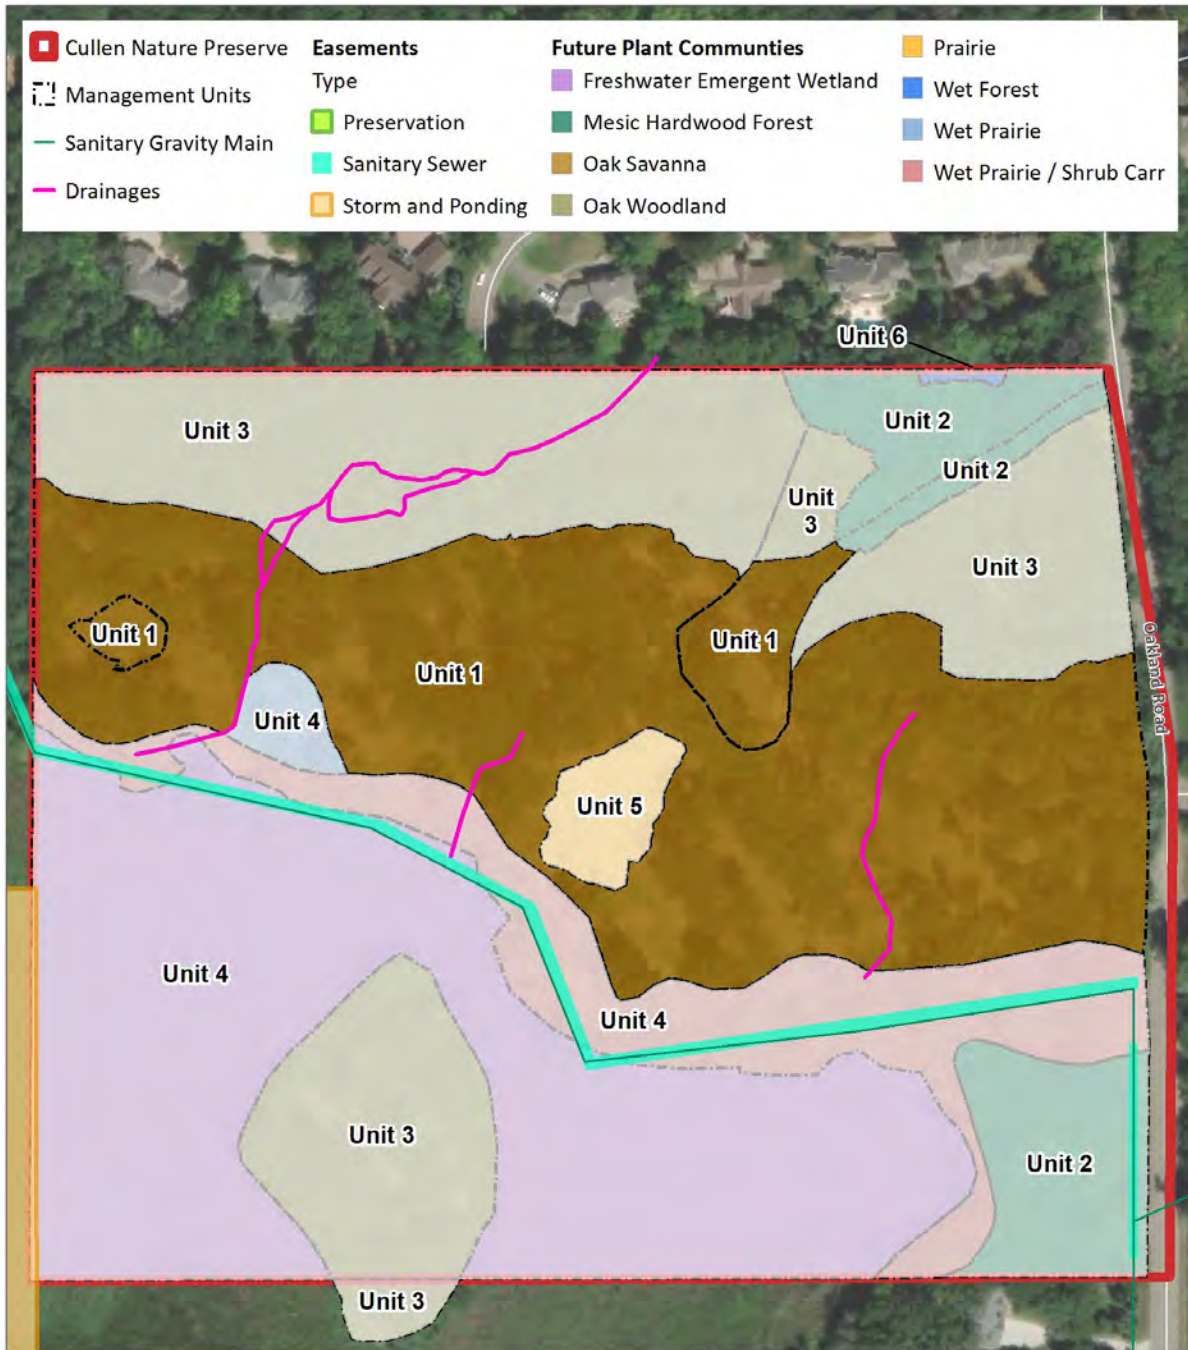 Cullen Nature Preserve
Management Units
Sanitary Gravity Main
Drainages
Easements
Type
Preservation
Sanitary Sewer
Storm and Ponding
Future Plant Communties
Freshwater Emergent Wetland
Mesic Hardwood Forest
Oak Savanna
Oak Woodland
Prairie
Wet Forest
Wet Prairie
Wet Prairie / Shrub Carr
Unit 6
Unit 3
Unit 2
Unit 2
Unit
3
Unit 3
Unit 1
Unit 1
Unit 1
Oakland Road
Unit 4
Unit 5
Unit 4
Unit 4
Unit 3
Unit 2
Unit 3